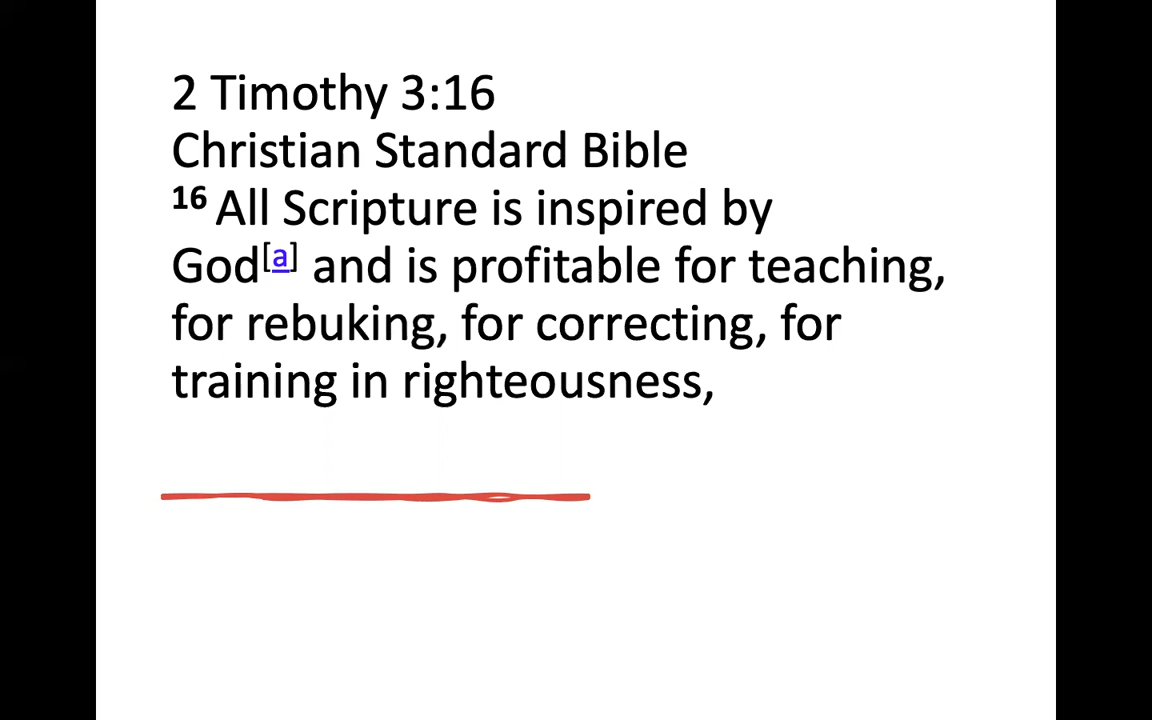 2 Timothy 3:16
Christian Standard Bible
16 All Scripture is inspired by
God[a] and is profitable for teaching,
for rebuking, for correcting, for
training in righteousness,